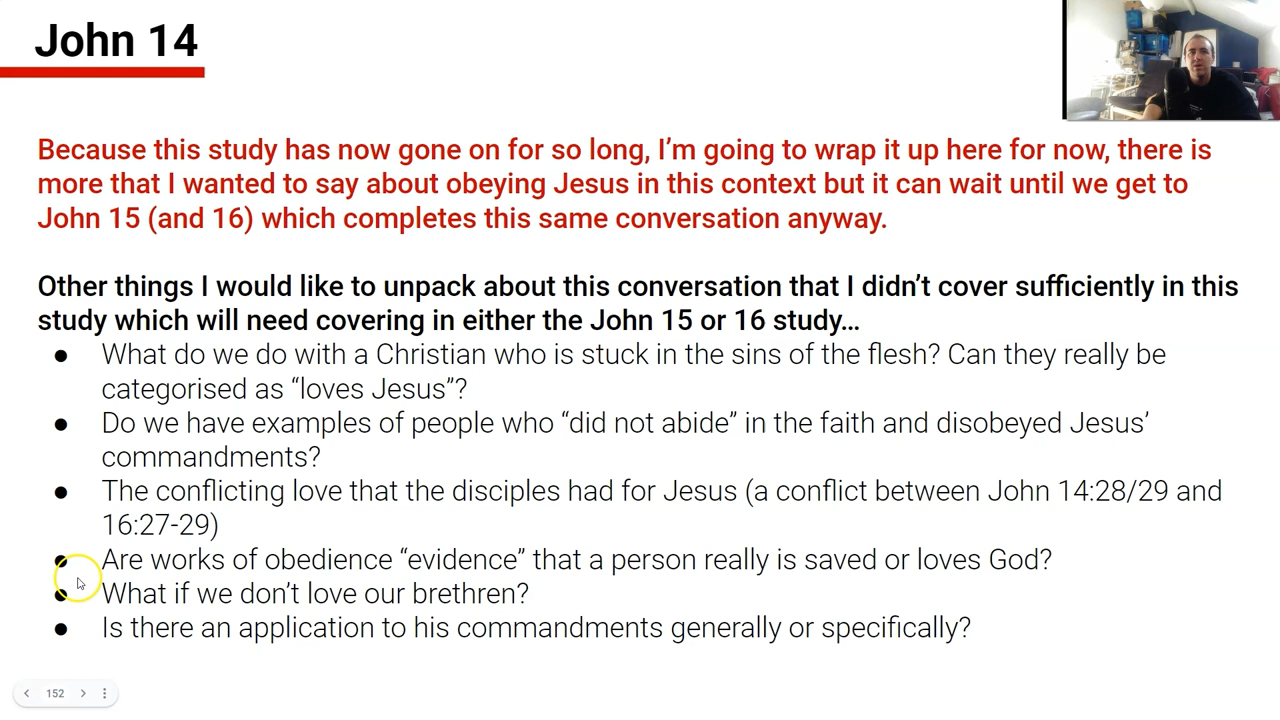 John 14
Because this study has now gone on for so long, I’m going to wrap it up here for now, there is
more that I wanted to say about obeying Jesus in this context but it can wait until we get to
John 15 (and 16) which completes this same conversation anyway.
Other things I would like to unpack about this conversation that I didn’t cover sufficiently in this
study which will need covering in either the John 15 or 16 study…
● What do we do with a Christian who is stuck in the sins of the flesh? Can they really be
categorised as “loves Jesus”?
● Do we have examples of people who “did not abide” in the faith and disobeyed Jesus’
commandments?
● The conflicting love that the disciples had for Jesus (a conflict between John 14:28/29 and
16:27-29)
● Are works of obedience “evidence” that a person really is saved or loves God?
● What if we don’t love our brethren?
● Is there an application to his commandments generally or specifically?
152